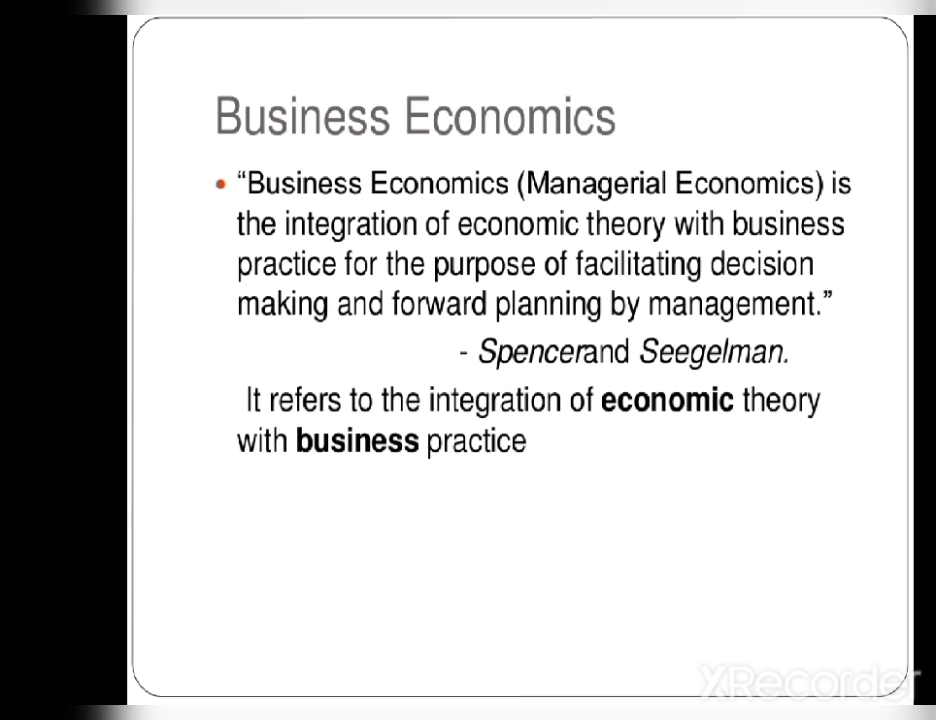 Business Economics
• “Business Economics (Managerial Economics) is
the integration of economic theory with business
practice for the purpose of facilitating decision
making and forward planning by management.”
- Spencerand Seegelman.
It refers to the integration of economic theory
with business practice
XRecorder